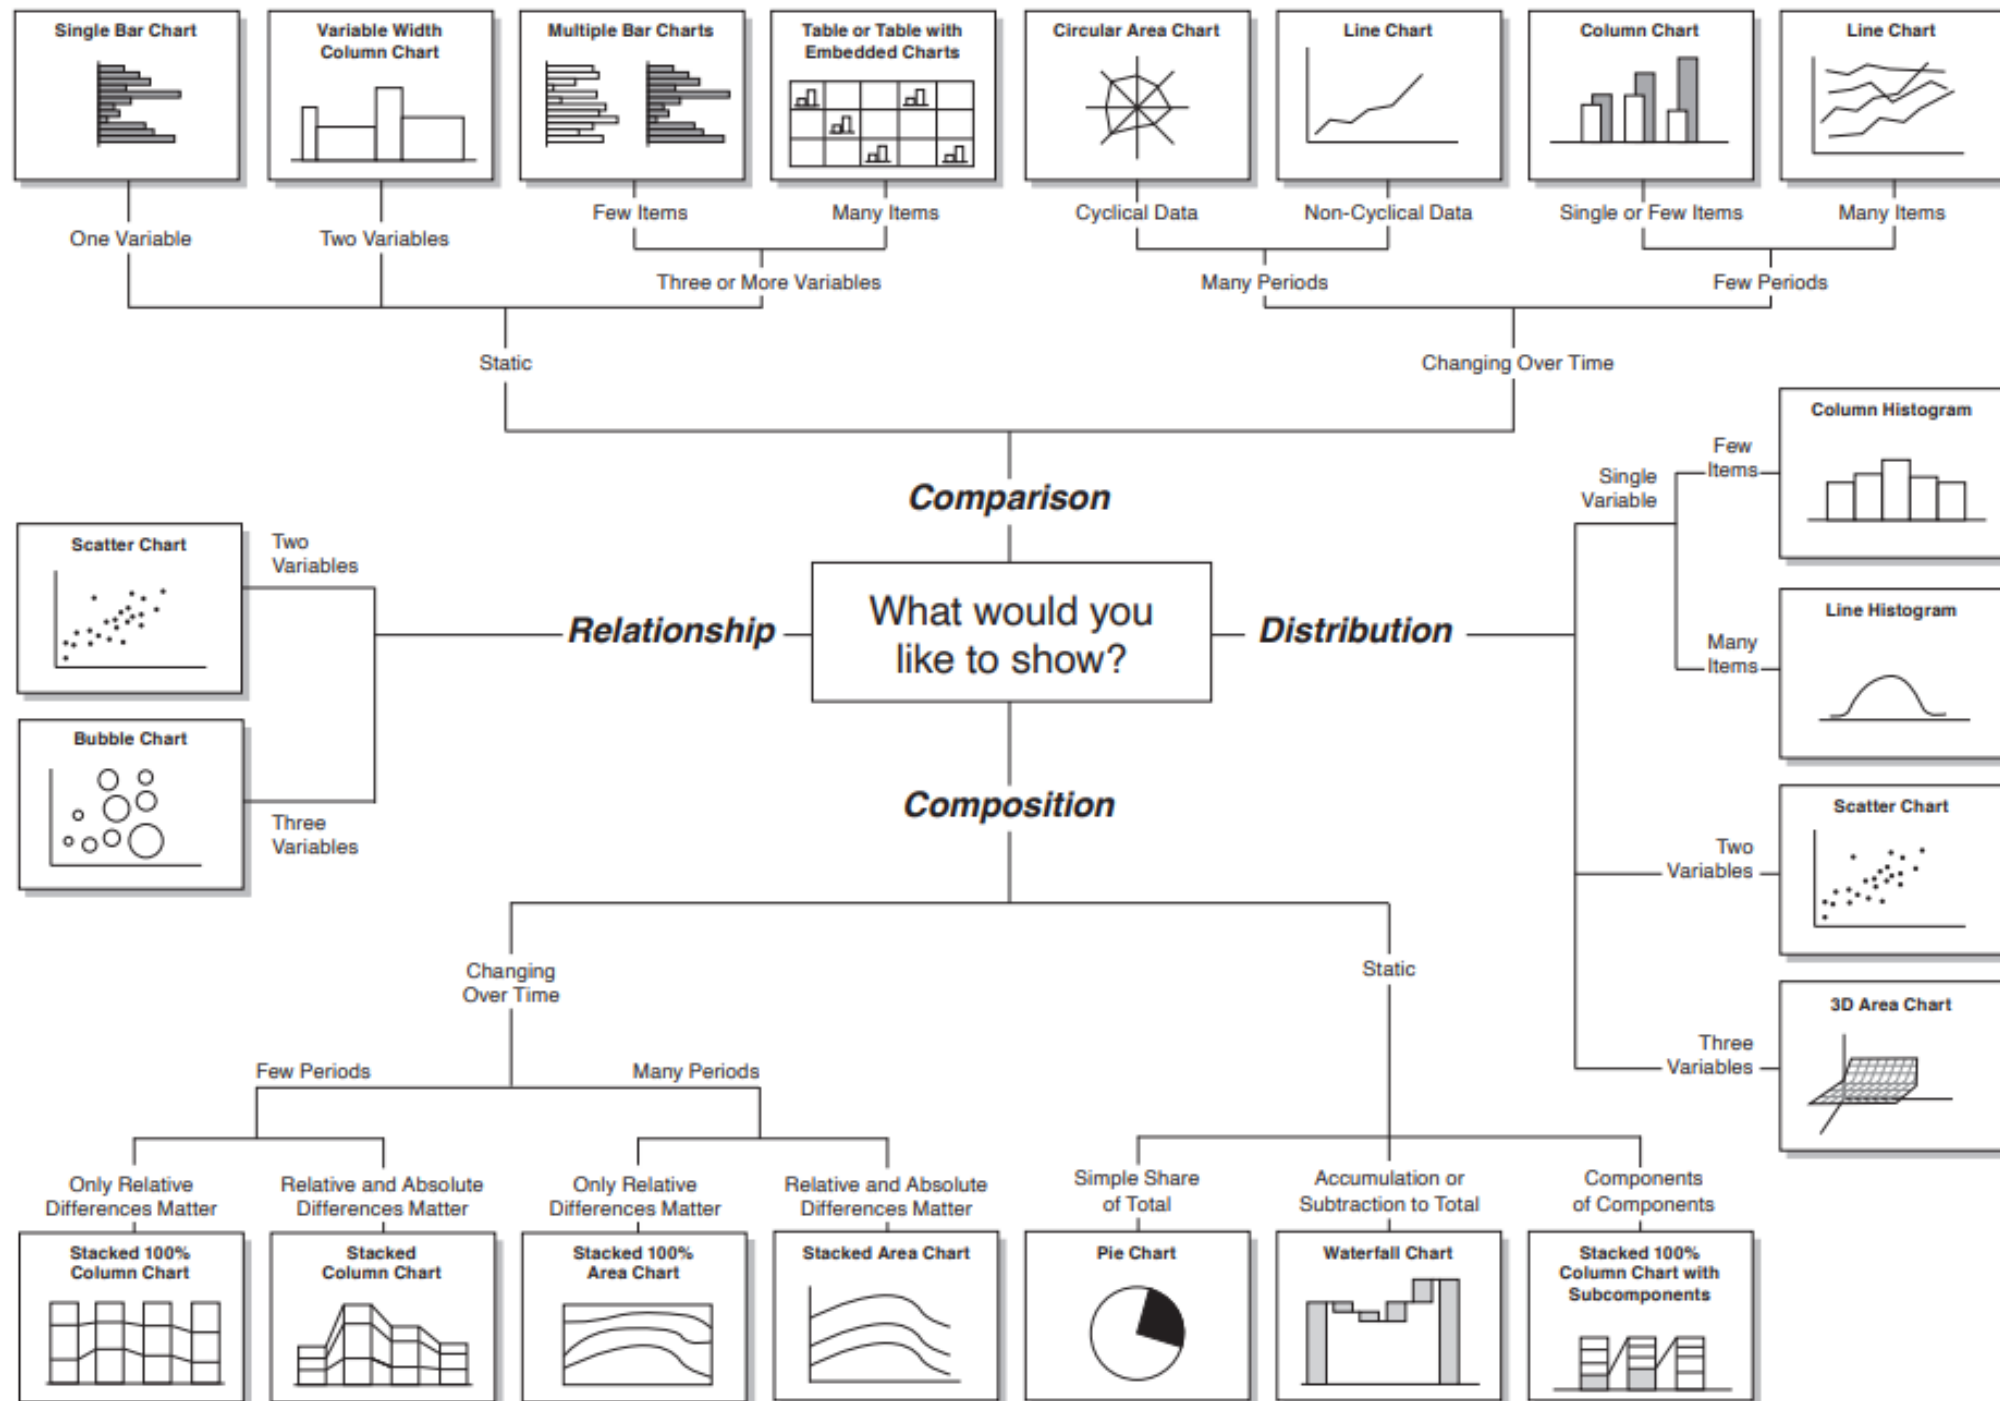 Single Bar Chart
Variable Width
Column Chart
Multiple Bar Charts
Table or Table with
Embedded Charts
Circular Area Chart
Line Chart
Column Chart
Line Chart
One Variable
Two Variables
Few Items
Many Items
Three or More Variables
Cyclical Data
Non-Cyclical Data
Many Periods
Single or Few Items
Many Items
Few Periods
Static
Changing Over Time
Comparison
What would you
like to show?
Relationship
Two
Variables
Scatter Chart
Three
Variables
Bubble Chart
Distribution
Single
Variable
Few
Items
Column Histogram
Many
Items
Line Histogram
Two
Variables
Scatter Chart
Three
Variables
3D Area Chart
Composition
Changing
Over Time
Static
Few Periods
Many Periods
Only Relative
Differences Matter
Relative and Absolute
Differences Matter
Only Relative
Differences Matter
Relative and Absolute
Differences Matter
Simple Share
of Total
Accumulation or
Subtraction to Total
Components
of Components
Stacked 100%
Column Chart
Stacked
Column Chart
Stacked 100%
Area Chart
Stacked Area Chart
Pie Chart
Waterfall Chart
Stacked 100%
Column Chart with
Subcomponents